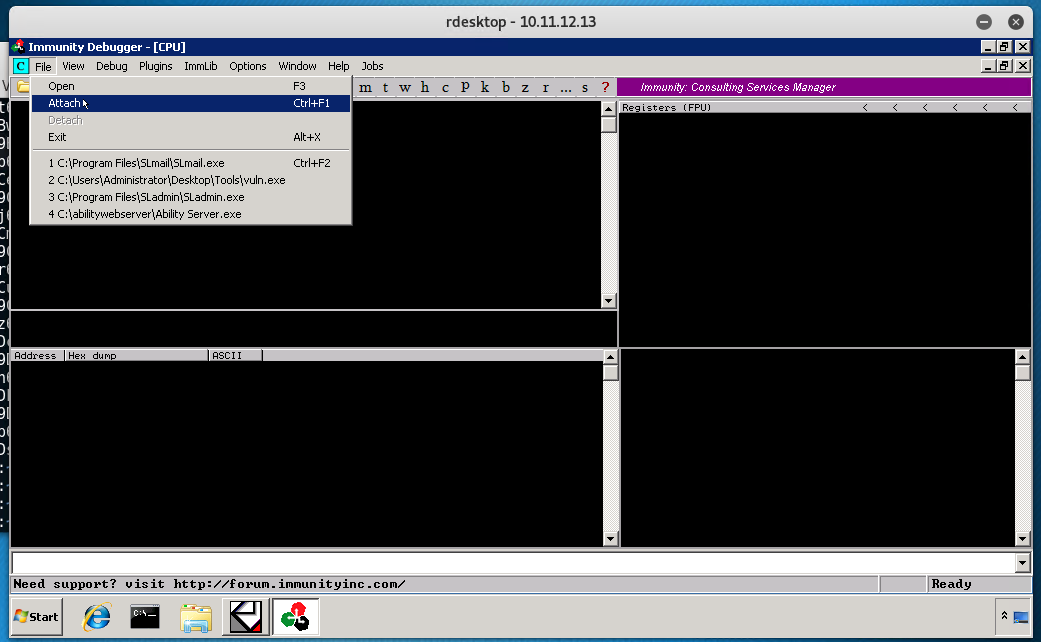 rdesktop - 10.11.12.13
Immunity Debugger - [CPU]
C File View Debug Plugins ImmLib Options Window Help Jobs
m t w h c P k b z r ... s ?
Immunity: Consulting Services Manager
Open F3
Attach Ctrl+F1
Detach
Exit Alt+X
1 C:\Program Files\SLmail\SLmail.exe Ctrl+F2
2 C:\Users\Administrator\Desktop\Tools\vuln.exe
3 C:\Program Files\SLadmin\SLadmin.exe
4 C:\abilitywebserver\Ability Server.exe
Registers (FPU) < < < < < <
Address Hex dump ASCII
Need support? visit http://forum.immunityinc.com/
Ready
Start